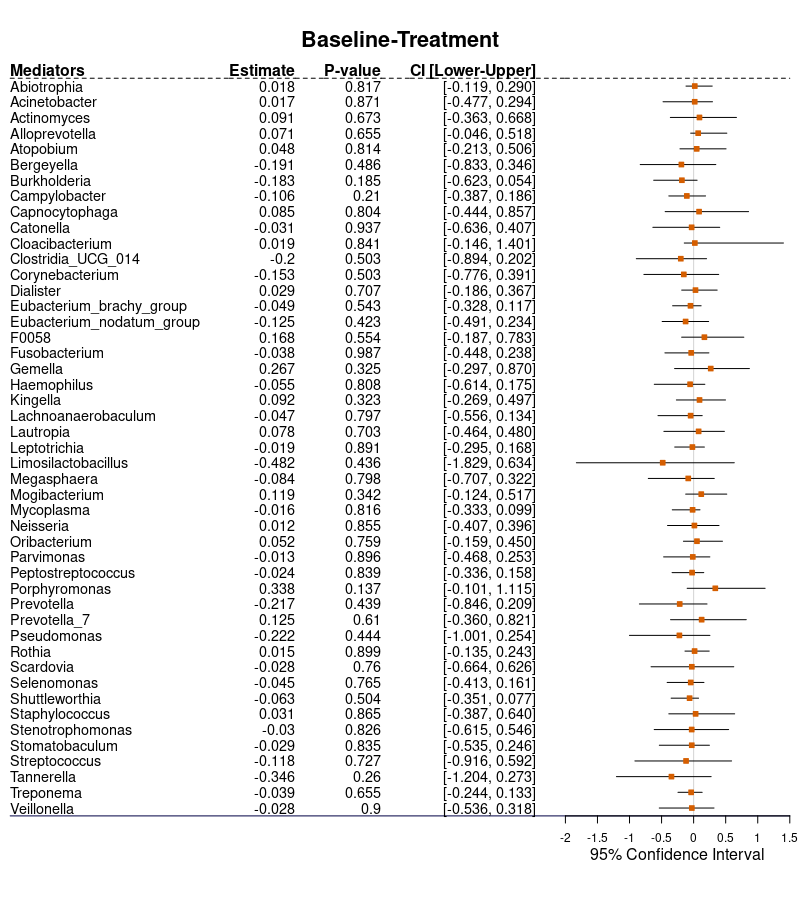 Baseline-Treatment
Mediators Estimate P-value CI [Lower-Upper]
Abiotrophia 0.018 0.817 [-0.119, 0.290]
Acinetobacter 0.017 0.871 [-0.477, 0.294]
Actinomyces 0.091 0.673 [-0.363, 0.668]
Alloprevotella 0.071 0.655 [-0.046, 0.518]
Atopobium 0.048 0.814 [-0.213, 0.506]
Bergeyella -0.191 0.486 [-0.833, 0.346]
Burkholderia -0.183 0.185 [-0.623, 0.054]
Campylobacter -0.106 0.21 [-0.387, 0.186]
Capnocytophaga 0.085 0.804 [-0.444, 0.857]
Catonella -0.031 0.937 [-0.636, 0.407]
Cloacibacterium 0.019 0.841 [-0.146, 1.401]
Clostridia_UCG_014 -0.2 0.503 [-0.894, 0.202]
Corynebacterium -0.153 0.503 [-0.776, 0.391]
Dialister 0.029 0.707 [-0.186, 0.367]
Eubacterium_brachy_group -0.049 0.543 [-0.328, 0.117]
Eubacterium_nodatum_group -0.125 0.423 [-0.491, 0.234]
F0058 0.168 0.554 [-0.187, 0.783]
Fusobacterium -0.038 0.987 [-0.448, 0.238]
Gemella 0.267 0.325 [-0.297, 0.870]
Haemophilus -0.055 0.808 [-0.614, 0.175]
Kingella 0.092 0.323 [-0.269, 0.497]
Lachnoanaerobaculum -0.047 0.797 [-0.556, 0.134]
Lautropia 0.078 0.703 [-0.464, 0.480]
Leptotrichia -0.019 0.891 [-0.295, 0.168]
Limosilactobacillus -0.482 0.436 [-1.829, 0.634]
Megasphaera -0.084 0.798 [-0.707, 0.322]
Mogibacterium 0.119 0.342 [-0.124, 0.517]
Mycoplasma -0.016 0.816 [-0.333, 0.099]
Neisseria 0.012 0.855 [-0.407, 0.396]
Oribacterium 0.052 0.759 [-0.159, 0.450]
Parvimonas -0.013 0.896 [-0.468, 0.253]
Peptostreptococcus -0.024 0.839 [-0.336, 0.158]
Porphyromonas 0.338 0.137 [-0.101, 1.115]
Prevotella -0.217 0.439 [-0.846, 0.209]
Prevotella_7 0.125 0.61 [-0.360, 0.821]
Pseudomonas -0.222 0.444 [-1.001, 0.254]
Rothia 0.015 0.899 [-0.135, 0.243]
Scardovia -0.028 0.76 [-0.664, 0.626]
Selenomonas -0.045 0.765 [-0.413, 0.161]
Shuttleworthia -0.063 0.504 [-0.351, 0.077]
Staphylococcus 0.031 0.865 [-0.387, 0.640]
Stenotrophomonas -0.03 0.826 [-0.615, 0.546]
Stomatobaculum -0.029 0.835 [-0.535, 0.246]
Streptococcus -0.118 0.727 [-0.916, 0.592]
Tannerella -0.346 0.26 [-1.204, 0.273]
Treponema -0.039 0.655 [-0.244, 0.133]
Veillonella -0.028 0.9 [-0.536, 0.318]
-2 -1.5 -1 -0.5 0 0.5 1 1.5
95% Confidence Interval